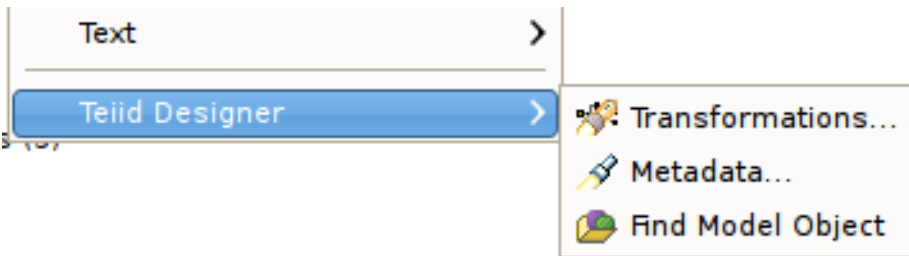 Text
Teiid Designer
Transformations...
Metadata...
Find Model Object